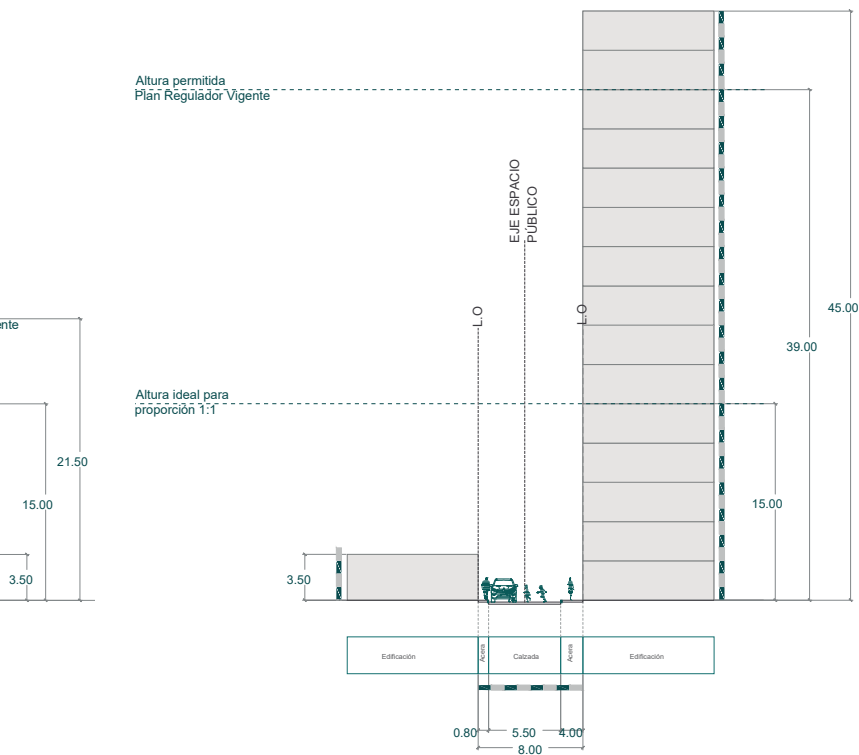 Altura permitida
Plan Regulador Vigente
EJE ESPACIO
PÚBLICO
L.O
L.O
45.00
ente
39.00
Altura ideal para
proporción 1:1
21.50
15.00
15.00
3.50
3.50
Edificación
Acera
Calzada
Acera
Edificación
0.80
5.50
4.00
8.00